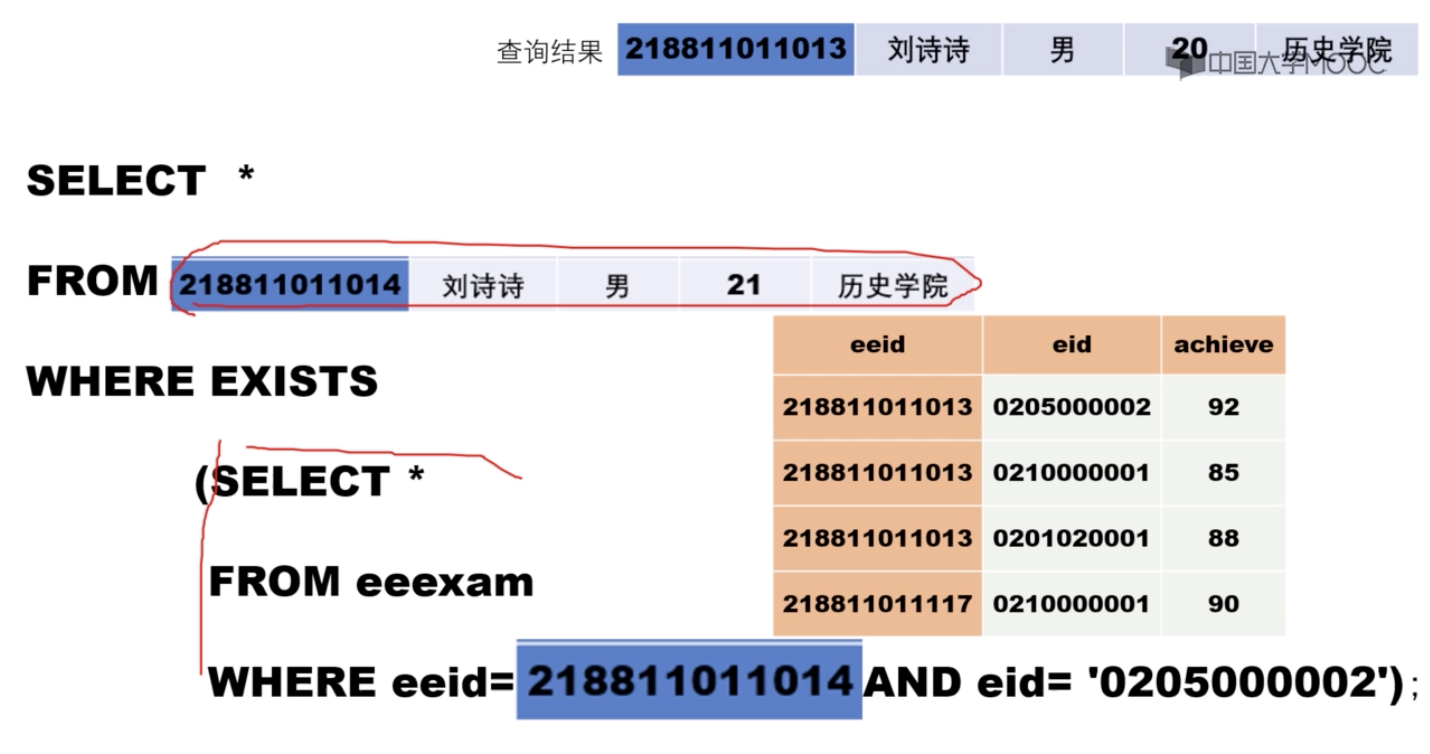 查询结果 218811011013 刘诗诗 男 20 历史学院
中国大学MOOC
SELECT *
FROM 218811011014 刘诗诗 男 21 历史学院
WHERE EXISTS
eeid eid achieve
218811011013 0205000002 92
218811011013 0210000001 85
218811011013 0201020001 88
218811011117 0210000001 90
(SELECT *
FROM eeexam
WHERE eeid= 218811011014 AND eid= '0205000002');